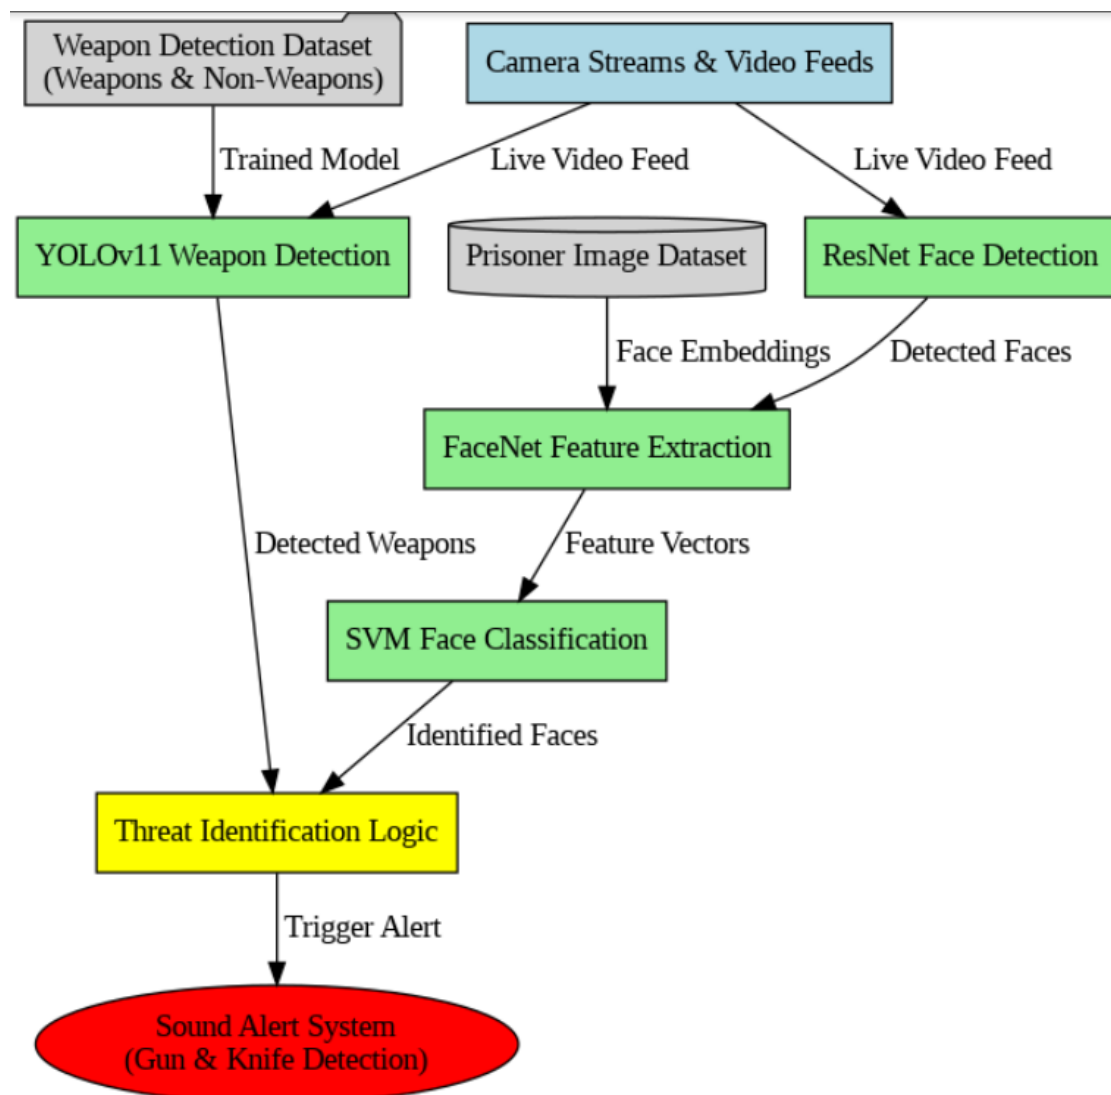 Weapon Detection Dataset
(Weapons & Non-Weapons)
Camera Streams & Video Feeds
Trained Model
Live Video Feed
Live Video Feed
YOLOv11 Weapon Detection
Prisoner Image Dataset
ResNet Face Detection
Face Embeddings
Detected Faces
FaceNet Feature Extraction
Detected Weapons
Feature Vectors
SVM Face Classification
Identified Faces
Threat Identification Logic
Trigger Alert
Sound Alert System
(Gun & Knife Detection)